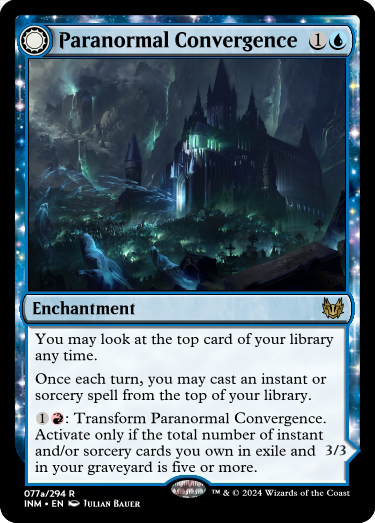 Paranormal Convergence 1
Enchantment
You may look at the top card of your library
any time.
Once each turn, you may cast an instant or
sorcery spell from the top of your library.
1 : Transform Paranormal Convergence.
Activate only if the total number of instant
and/or sorcery cards you own in exile and
in your graveyard is five or more.
3/3
077a/294 R
INM • EN Julian Bauer
™ & © 2024 Wizards of the Coast